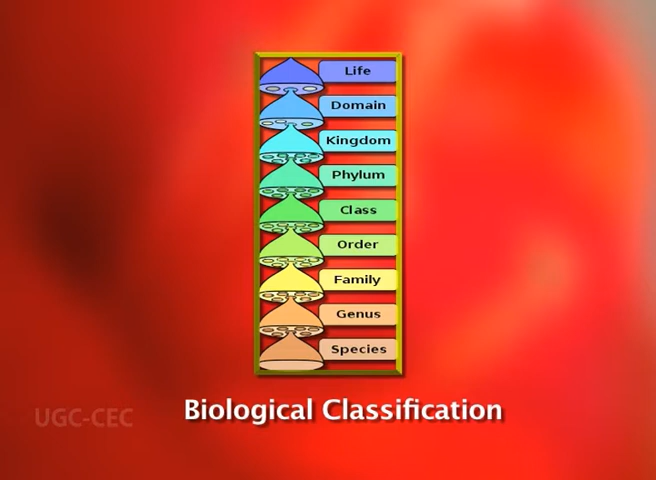 Life
Domain
Kingdom
Phylum
Class
Order
Family
Genus
Species
Biological Classification
UGC-CEC